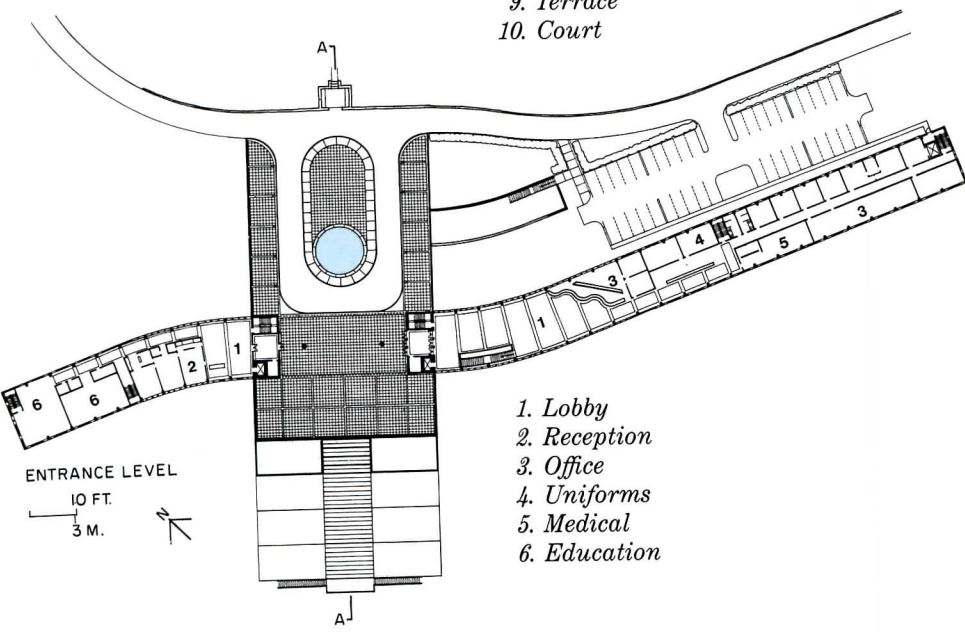 9. Terrace
10. Court
A
1
2
6
6
1
3
4
5
3
ENTRANCE LEVEL
10 FT.
3 M.
N
1. Lobby
2. Reception
3. Office
4. Uniforms
5. Medical
6. Education
A